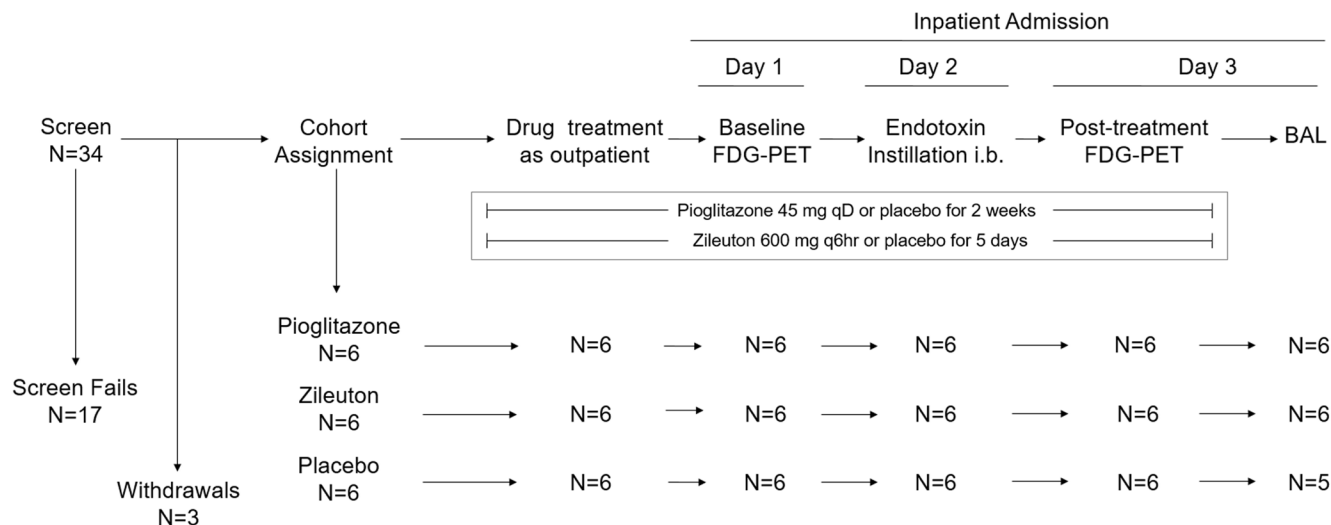 Inpatient Admission
Day 1
Day 2
Day 3
Screen
N=34
Cohort
Assignment
Drug treatment
as outpatient
Baseline
FDG-PET
Endotoxin
Instillation i.b.
Post-treatment
FDG-PET
BAL
Pioglitazone 45 mg qD or placebo for 2 weeks
Zileuton 600 mg q6hr or placebo for 5 days
Pioglitazone
N=6
N=6
N=6
N=6
N=6
N=6
Screen Fails
N=17
Zileuton
N=6
N=6
N=6
N=6
N=6
N=6
Withdrawals
N=3
Placebo
N=6
N=6
N=6
N=6
N=6
N=5